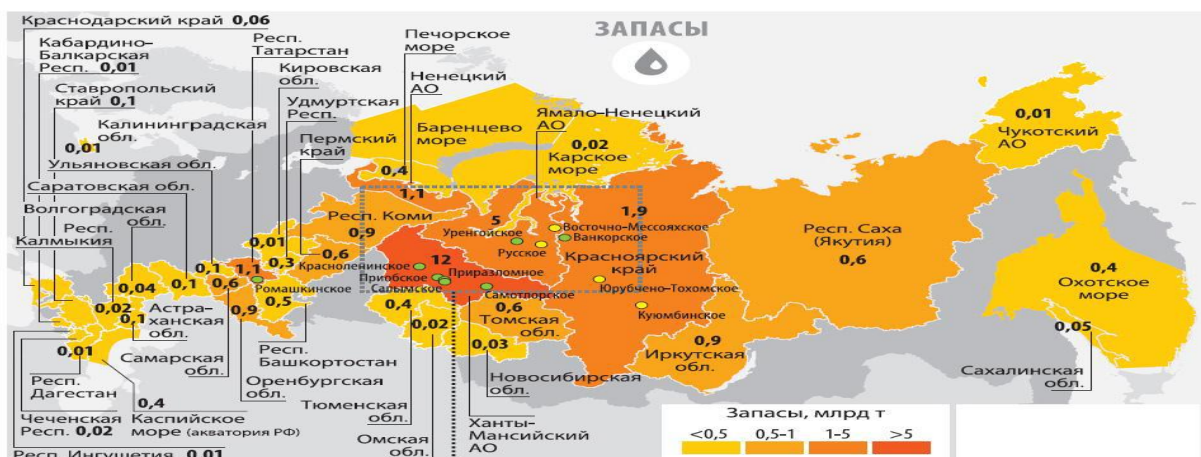 Краснодарский край 0,06
Кабардино-
Балкарская
Респ. 0,01
Ставропольский
край 0,1
Калининградская
обл.
0,01
Ульяновская обл.
Саратовская обл.
Волгоградская
обл.
Респ.
Калмыкия
Респ.
Татарстан
Кировская
обл.
Удмуртская
Респ.
Пермский
край
Печорское
море
Ненецкий
АО
ЗАПАСЫ
Ямало-Ненецкий
АО
Баренцево
море
0,02
Карское
море
0,01
Чукотский
АО
0,4
1,1
Респ. Коми
0,9
5
Уренгойское
Русское
1,9
Восточно-Мессояхское
Ванкорское
Красноярский
край
Юрубчено-Тохомское
Куюмбинское
Респ. Саха
(Якутия)
0,6
0,4
Охотское
море
0,05
Сахалинская
обл.
0,01
0,6
0,3
Красноленинское
12
Приобское
Приразломное
Салымское
Самотлорское
0,1
1,1
0,6
Ромашкинское
0,04
0,1
0,5
0,9
0,02
0,1
Астра-
ханская
обл.
Самарская
обл.
0,01
Респ.
Дагестан
0,4
Каспийское
море (акватория РФ)
Чеченская
Респ. 0,02
Респ. Ингушетия 0,01
Респ.
Башкортостан
Оренбургская
обл.
0,4
0,02
0,03
0,6
Томская
обл.
0,9
Иркутская
обл.
Новосибирская
обл.
Тюменская
обл.
Омская
обл.
Ханты-
Мансийский
АО
Запасы, млрд т
<0,5 0,5-1 1-5 >5